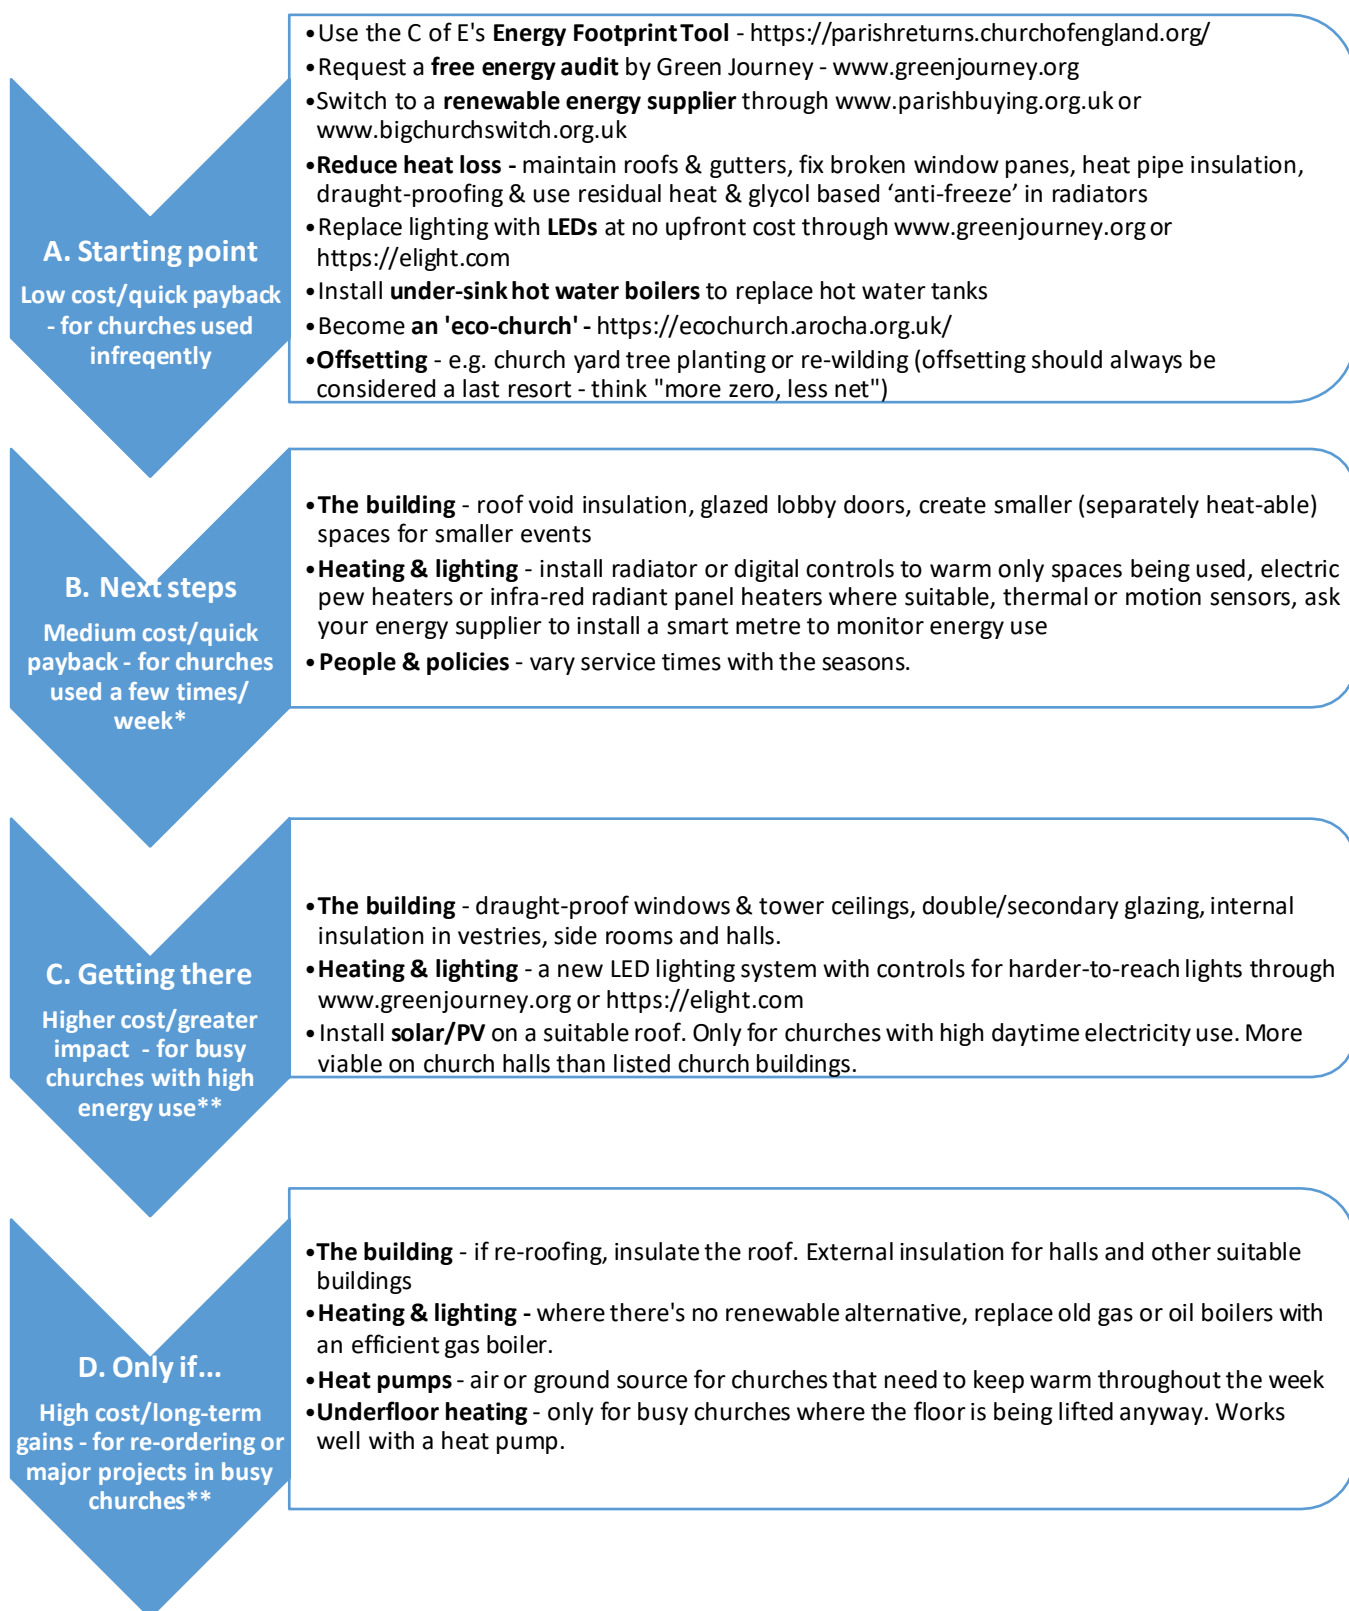 •Use the C of E's Energy Footprint Tool - https://parishreturns.churchofengland.org/
•Request a free energy audit by Green Journey - www.greenjourney.org
•Switch to a renewable energy supplier through www.parishbuying.org.uk or
www.bigchurchswitch.org.uk
•Reduce heat loss - maintain roofs & gutters, fix broken window panes, heat pipe insulation,
draught-proofing & use residual heat & glycol based ‘anti-freeze’ in radiators
•Replace lighting with LEDs at no upfront cost through www.greenjourney.org or
https://elight.com
•Install under-sink hot water boilers to replace hot water tanks
•Become an 'eco-church' - https://ecochurch.arocha.org.uk/
•Offsetting - e.g. church yard tree planting or re-wilding (offsetting should always be
considered a last resort - think "more zero, less net")
A. Starting point
Low cost/quick payback
- for churches used
infreqently
•The building - roof void insulation, glazed lobby doors, create smaller (separately heat-able)
spaces for smaller events
•Heating & lighting - install radiator or digital controls to warm only spaces being used, electric
pew heaters or infra-red radiant panel heaters where suitable, thermal or motion sensors, ask
your energy supplier to install a smart metre to monitor energy use
•People & policies - vary service times with the seasons.
B. Next steps
Medium cost/quick
payback - for churches
used a few times/
week*
•The building - draught-proof windows & tower ceilings, double/secondary glazing, internal
insulation in vestries, side rooms and halls.
•Heating & lighting - a new LED lighting system with controls for harder-to-reach lights through
www.greenjourney.org or https://elight.com
•Install solar/PV on a suitable roof. Only for churches with high daytime electricity use. More
viable on church halls than listed church buildings.
C. Getting there
Higher cost/greater
impact - for busy
churches with high
energy use**
•The building - if re-roofing, insulate the roof. External insulation for halls and other suitable
buildings
•Heating & lighting - where there's no renewable alternative, replace old gas or oil boilers with
an efficient gas boiler.
•Heat pumps - air or ground source for churches that need to keep warm throughout the week
•Underfloor heating - only for busy churches where the floor is being lifted anyway. Works
well with a heat pump.
D. Only if...
High cost/long-term
gains - for re-ordering or
major projects in busy
churches**